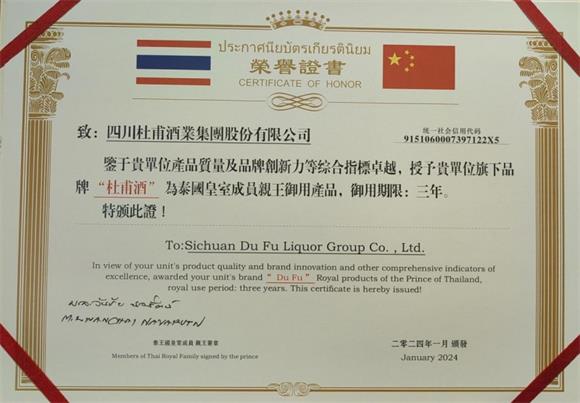 ประกาศนียบัตรเกียรตินิยม
榮譽證書
CERTIFICATE OF HONOR
致：四川杜甫酒業集團股份有限公司
统一社会信用代码
9151060007397122X5
鑒于貴單位產品質量及品牌創新力等综合指標卓越，授予貴單位旗下品
牌“杜甫酒”為泰國皇室成員親王御用產品，御用期限：三年。
特颁此證！
To:Sichuan Du Fu Liquor Group Co., Ltd.
In view of your unit's product quality and brand innovation and other comprehensive indicators of
excellence, awarded your unit's brand “Du Fu” Royal products of the Prince of Thailand,
royal use period: three years. This certificate is hereby issued!
M.L WANCHAI NAVARUTN
泰王國皇室成員 親王簽章
Members of Thai Royal Family signed by the prince
二零二四年一月 頒發
January 2024